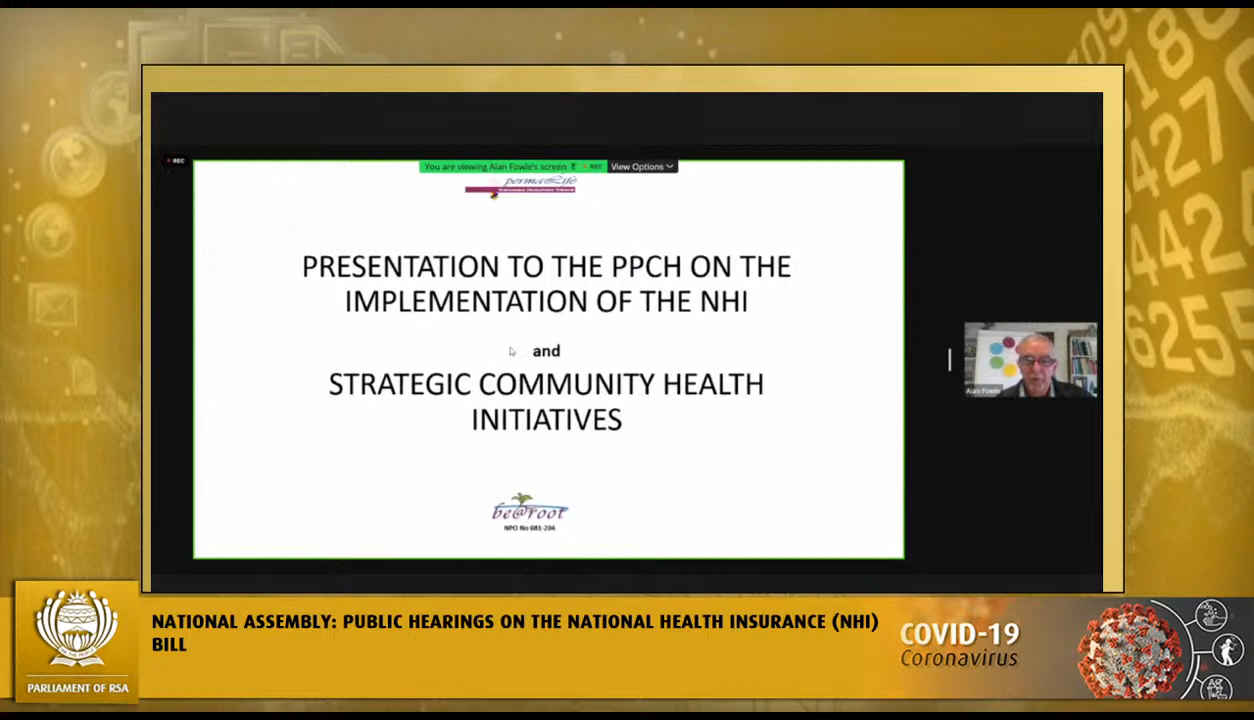 REC
You are viewing Alan Fowle's screen
REC
View Options
permaLife
PRESENTATION TO THE PPCH ON THE
IMPLEMENTATION OF THE NHI
and
STRATEGIC COMMUNITY HEALTH
INITIATIVES
be@root
NPO No 081-204
Alan Fowle
NATIONAL ASSEMBLY: PUBLIC HEARINGS ON THE NATIONAL HEALTH INSURANCE (NHI)
BILL
COVID-19
Coronavirus
PARLIAMENT OF RSA